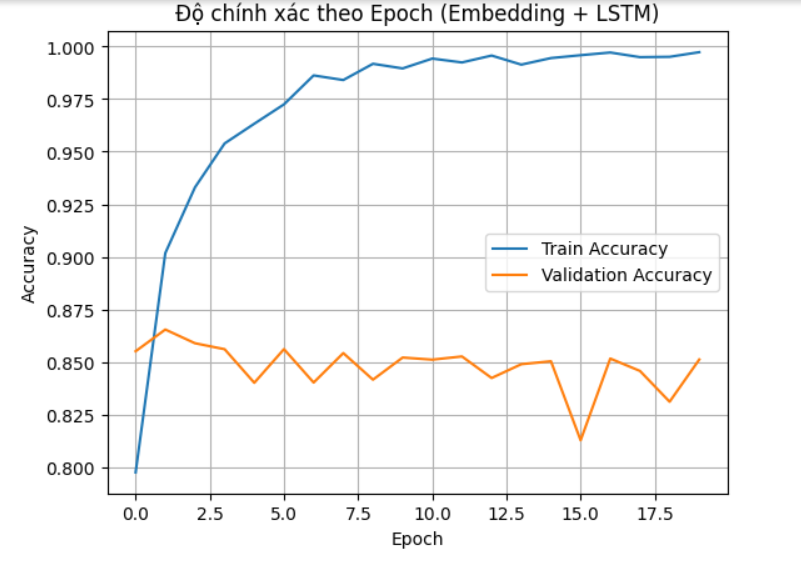 Độ chính xác theo Epoch (Embedding + LSTM)
1.000
0.975
0.950
0.925
0.900
0.875
0.850
0.825
0.800
Accuracy
Train Accuracy
Validation Accuracy
0.0 2.5 5.0 7.5 10.0 12.5 15.0 17.5
Epoch